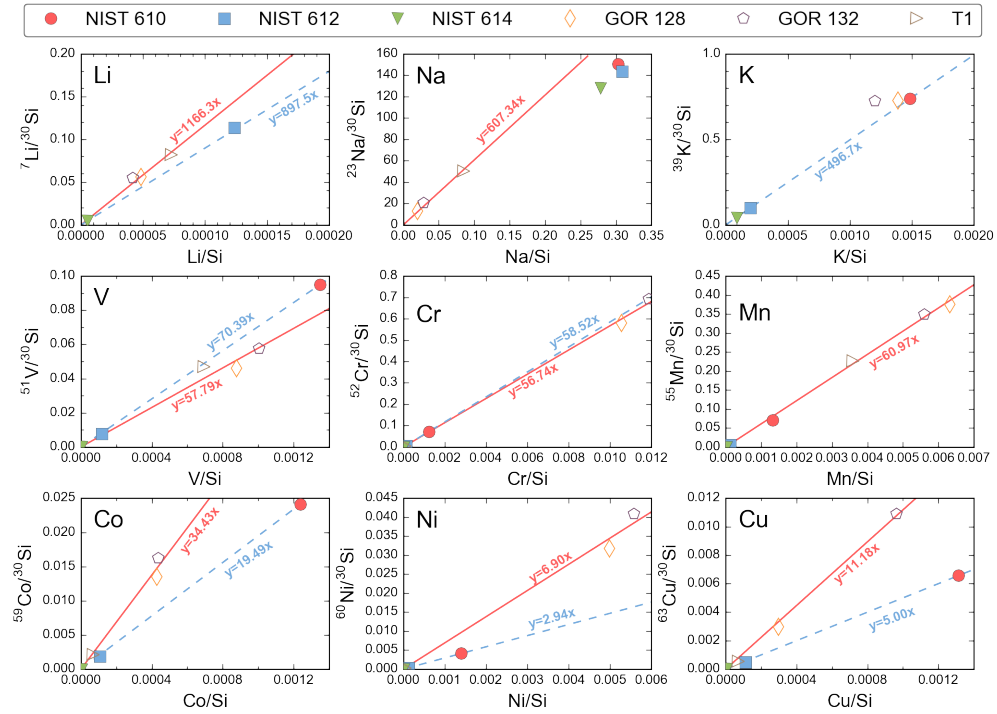 NIST 610 NIST 612 NIST 614 GOR 128 GOR 132 T1
Li
y=1166.3x
y=897.5x
0.20
0.15
0.10
0.05
0.00
⁷Li/³⁰Si
0.00000 0.00005 0.00010 0.00015 0.00020
Li/Si
Na
y=607.34x
160
140
120
100
80
60
40
20
0
²³Na/³⁰Si
0.00 0.05 0.10 0.15 0.20 0.25 0.30 0.35
Na/Si
K
y=496.7x
1.0
0.5
0.0
³⁹K/³⁰Si
0.0000 0.0005 0.0010 0.0015 0.0020
K/Si
V
y=70.39x
y=57.79x
0.10
0.08
0.06
0.04
0.02
0.00
⁵¹V/³⁰Si
0.0000 0.0004 0.0008 0.0012
V/Si
Cr
y=58.52x
y=56.74x
0.8
0.7
0.6
0.5
0.4
0.3
0.2
0.1
0.0
⁵²Cr/³⁰Si
0.000 0.002 0.004 0.006 0.008 0.010 0.012
Cr/Si
Mn
y=60.97x
0.45
0.40
0.35
0.30
0.25
0.20
0.15
0.10
0.05
0.00
⁵⁵Mn/³⁰Si
0.000 0.001 0.002 0.003 0.004 0.005 0.006 0.007
Mn/Si
Co
y=34.43x
y=19.49x
0.025
0.020
0.015
0.010
0.005
0.000
⁵⁹Co/³⁰Si
0.0000 0.0004 0.0008 0.0012
Co/Si
Ni
y=6.90x
y=2.94x
0.045
0.040
0.035
0.030
0.025
0.020
0.015
0.010
0.005
0.000
⁶⁰Ni/³⁰Si
0.000 0.001 0.002 0.003 0.004 0.005 0.006
Ni/Si
Cu
y=11.18x
y=5.00x
0.012
0.010
0.008
0.006
0.004
0.002
0.000
⁶³Cu/³⁰Si
0.0000 0.0004 0.0008 0.0012
Cu/Si